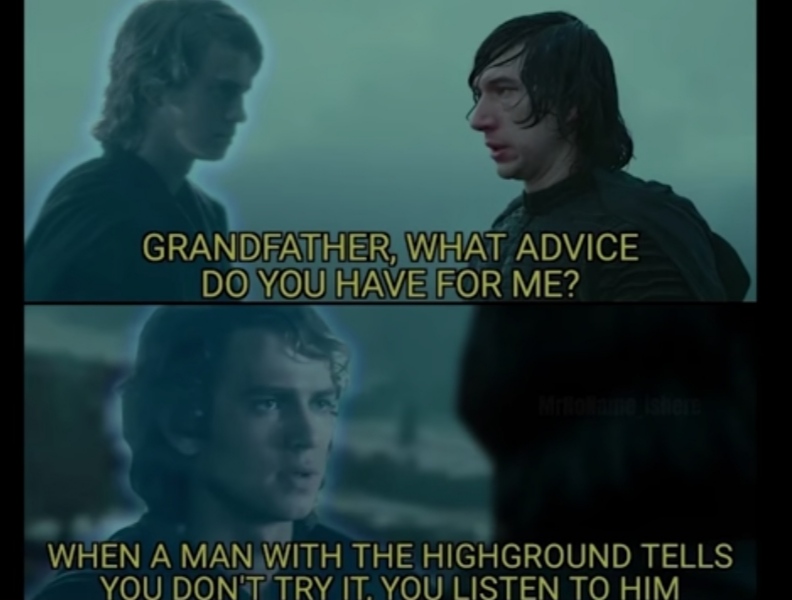 GRANDFATHER, WHAT ADVICE
DO YOU HAVE FOR ME?
WHEN A MAN WITH THE HIGHGROUND TELLS
YOU DON'T TRY IT, YOU LISTEN TO HIM